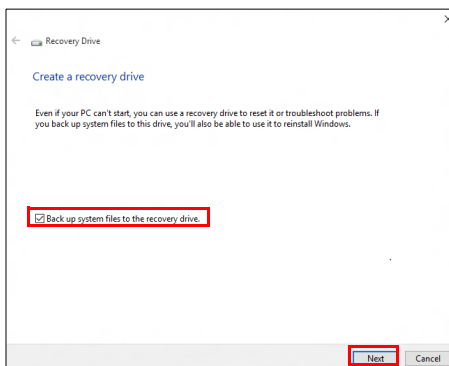 Recovery Drive
Create a recovery drive
Even if your PC can't start, you can use a recovery drive to reset it or troubleshoot problems. If
you back up system files to this drive, you'll also be able to use it to reinstall Windows.
Back up system files to the recovery drive.
Next Cancel